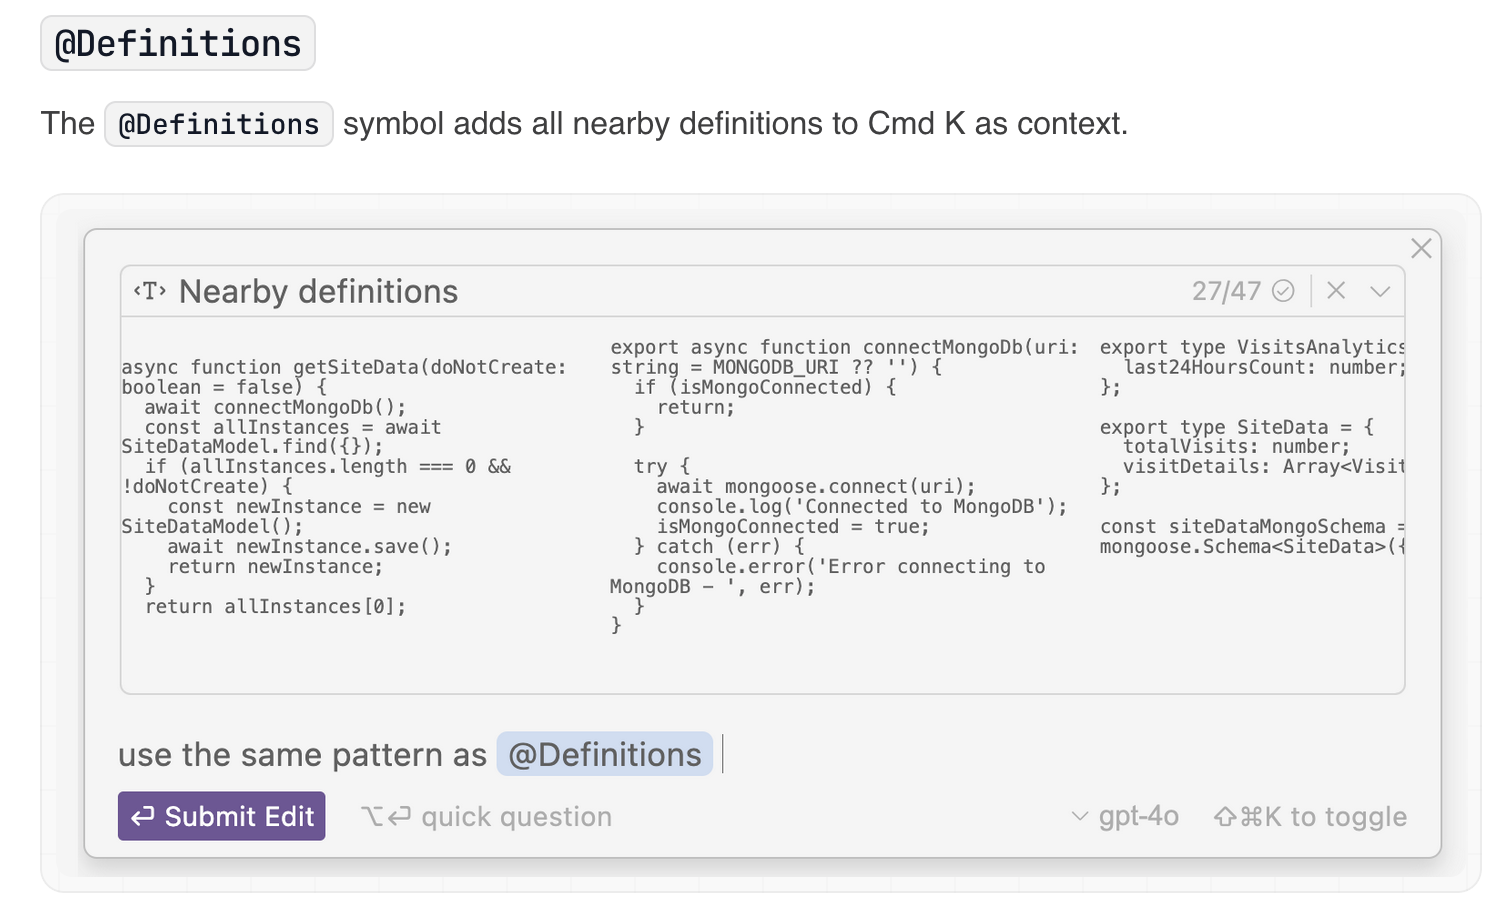 @Definitions
The @Definitions symbol adds all nearby definitions to Cmd K as context.
<T> Nearby definitions
27/47
async function getSiteData(doNotCreate:
boolean = false) {
  await connectMongoDb();
  const allInstances = await
SiteDataModel.find({});
  if (allInstances.length === 0 &&
!doNotCreate) {
    const newInstance = new
SiteDataModel();
    await newInstance.save();
    return newInstance;
  }
  return allInstances[0];
export async function connectMongoDb(uri:
string = MONGODB_URI ?? '') {
  if (isMongoConnected) {
    return;
  }

  try {
    await mongoose.connect(uri);
    console.log('Connected to MongoDB');
    isMongoConnected = true;
  } catch (err) {
    console.error('Error connecting to
MongoDB – ', err);
  }
}
export type VisitsAnalytics
  last24HoursCount: number;
};

export type SiteData = {
  totalVisits: number;
  visitDetails: Array<Visit
};

const siteDataMongoSchema =
mongoose.Schema<SiteData>({
use the same pattern as @Definitions
⏎ Submit Edit
⌥⏎ quick question
gpt-4o
⇧⌘K to toggle